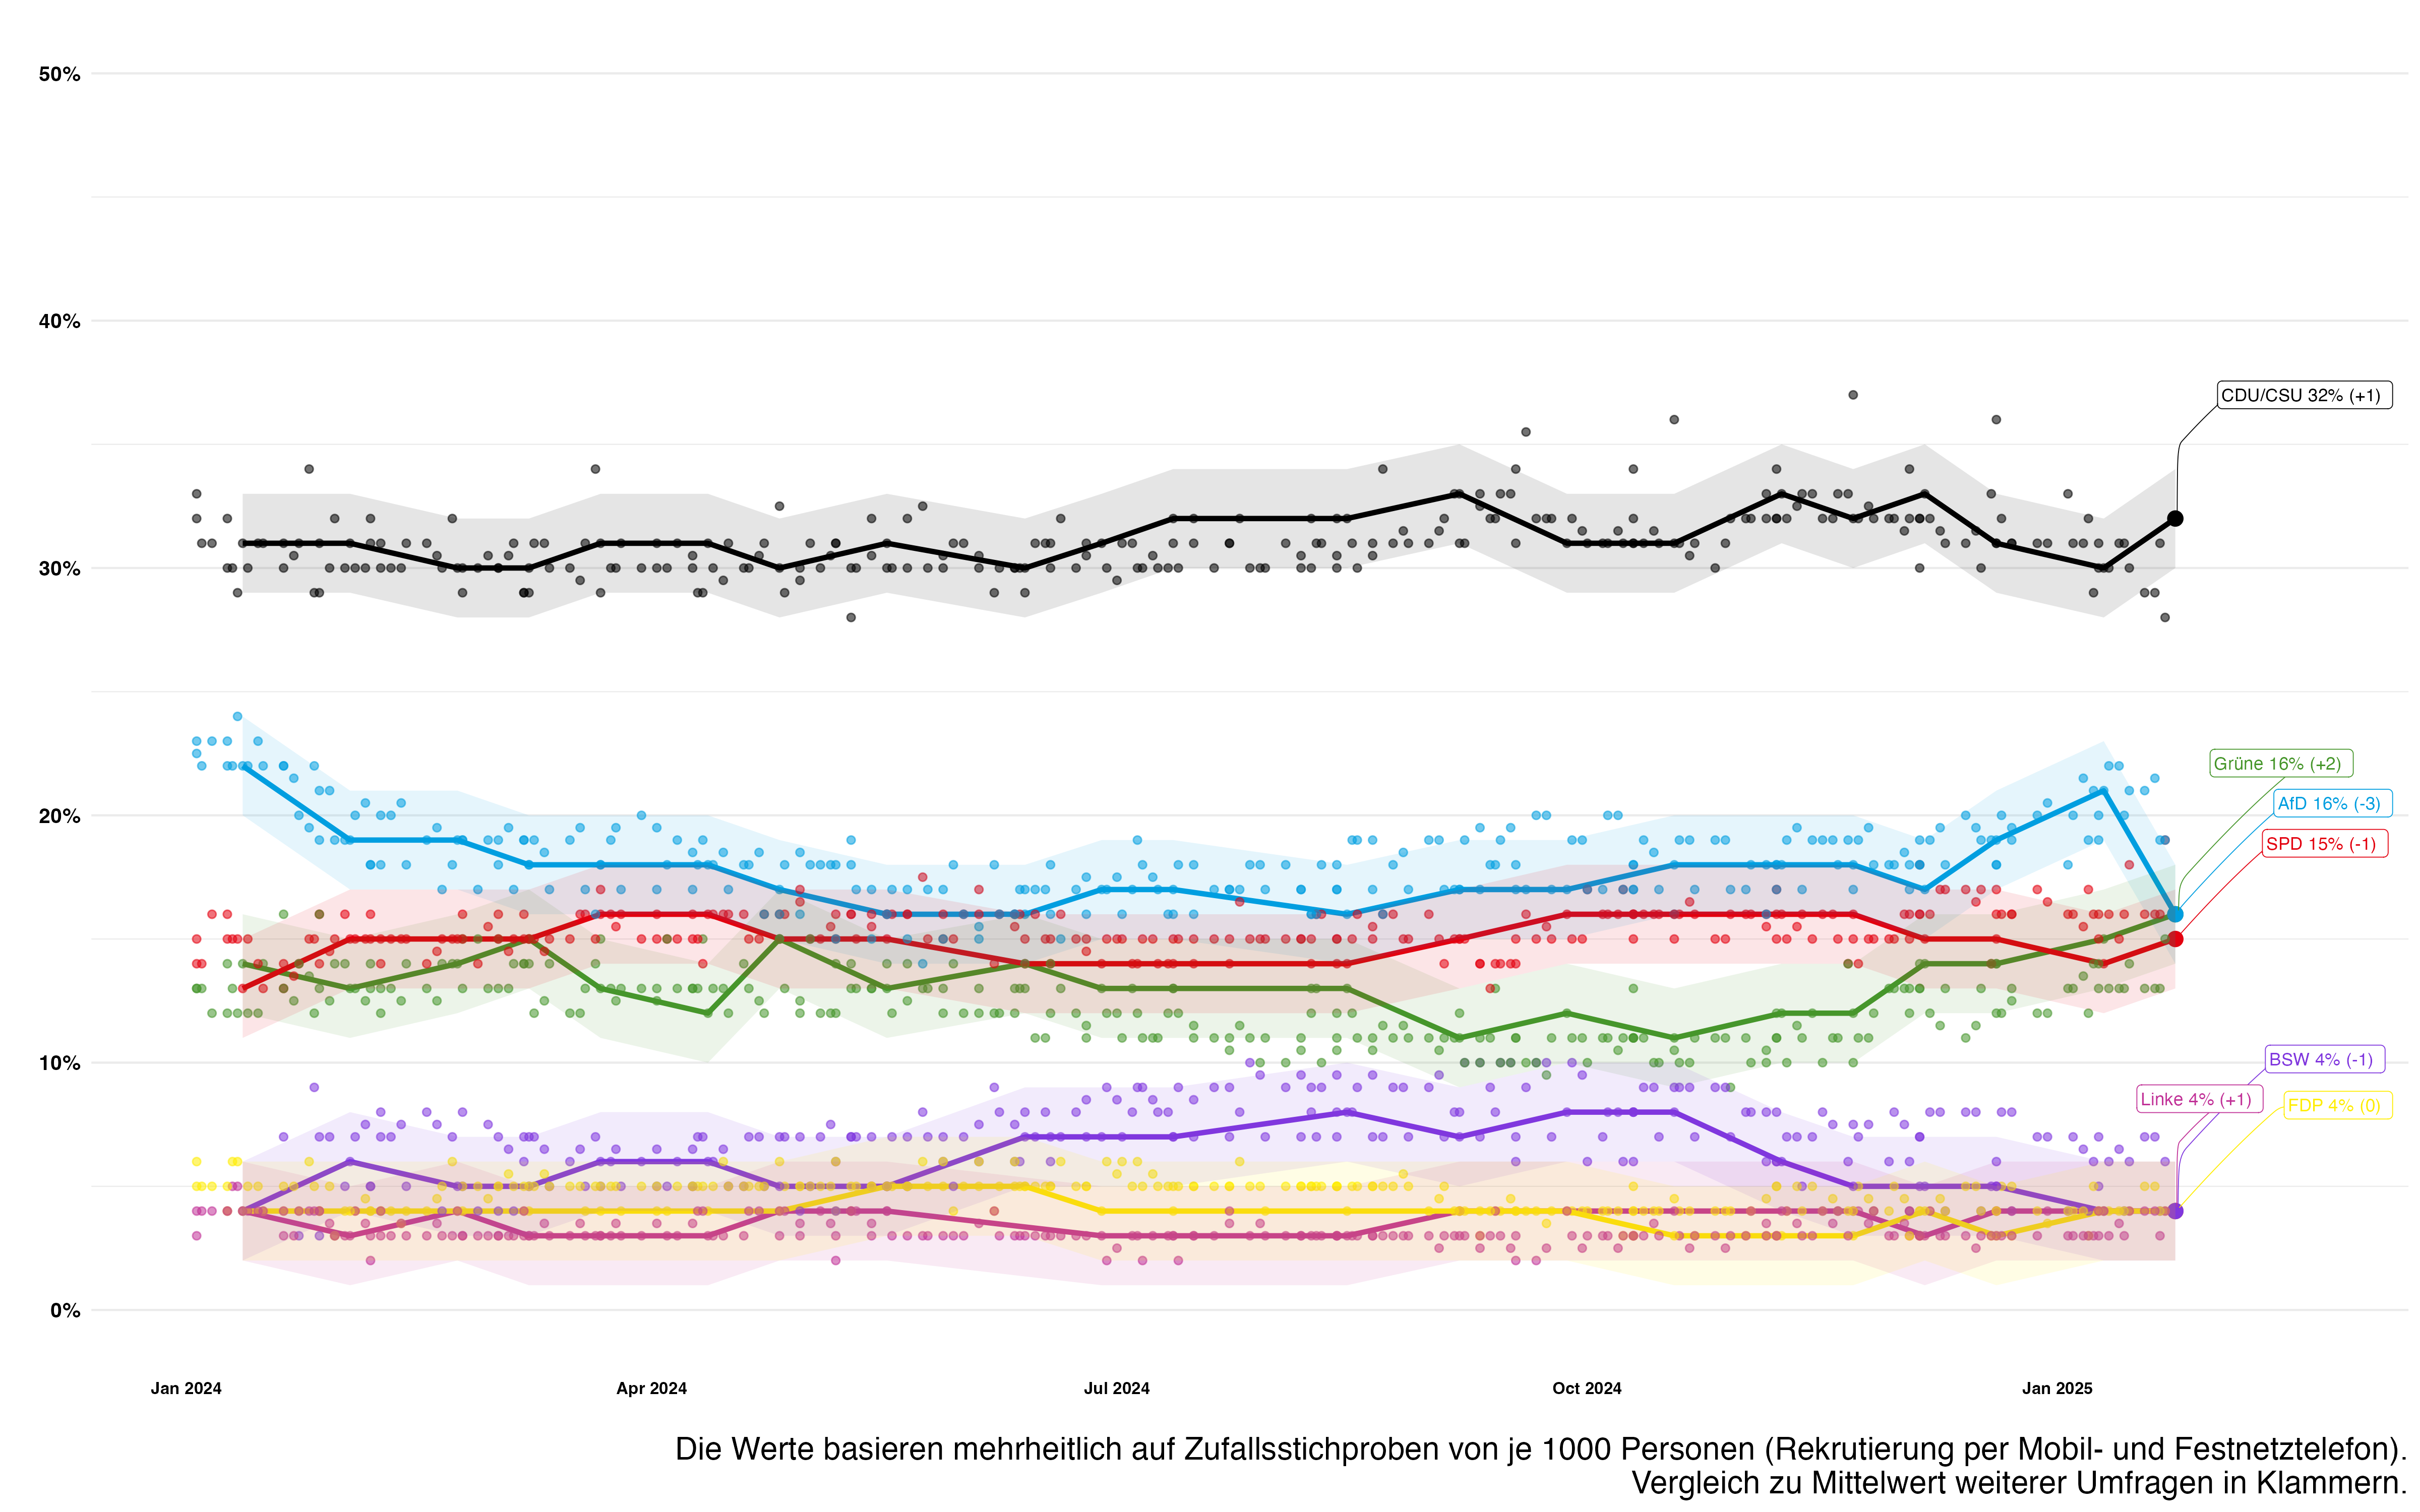 50%
40%
30%
20%
10%
0%
CDU/CSU 32% (+1)
Grüne 16% (+2)
AfD 16% (-3)
SPD 15% (-1)
BSW 4% (-1)
Linke 4% (+1)
FDP 4% (0)
Jan 2024
Apr 2024
Jul 2024
Oct 2024
Jan 2025
Die Werte basieren mehrheitlich auf Zufallsstichproben von je 1000 Personen (Rekrutierung per Mobil- und Festnetztelefon).
Vergleich zu Mittelwert weiterer Umfragen in Klammern.